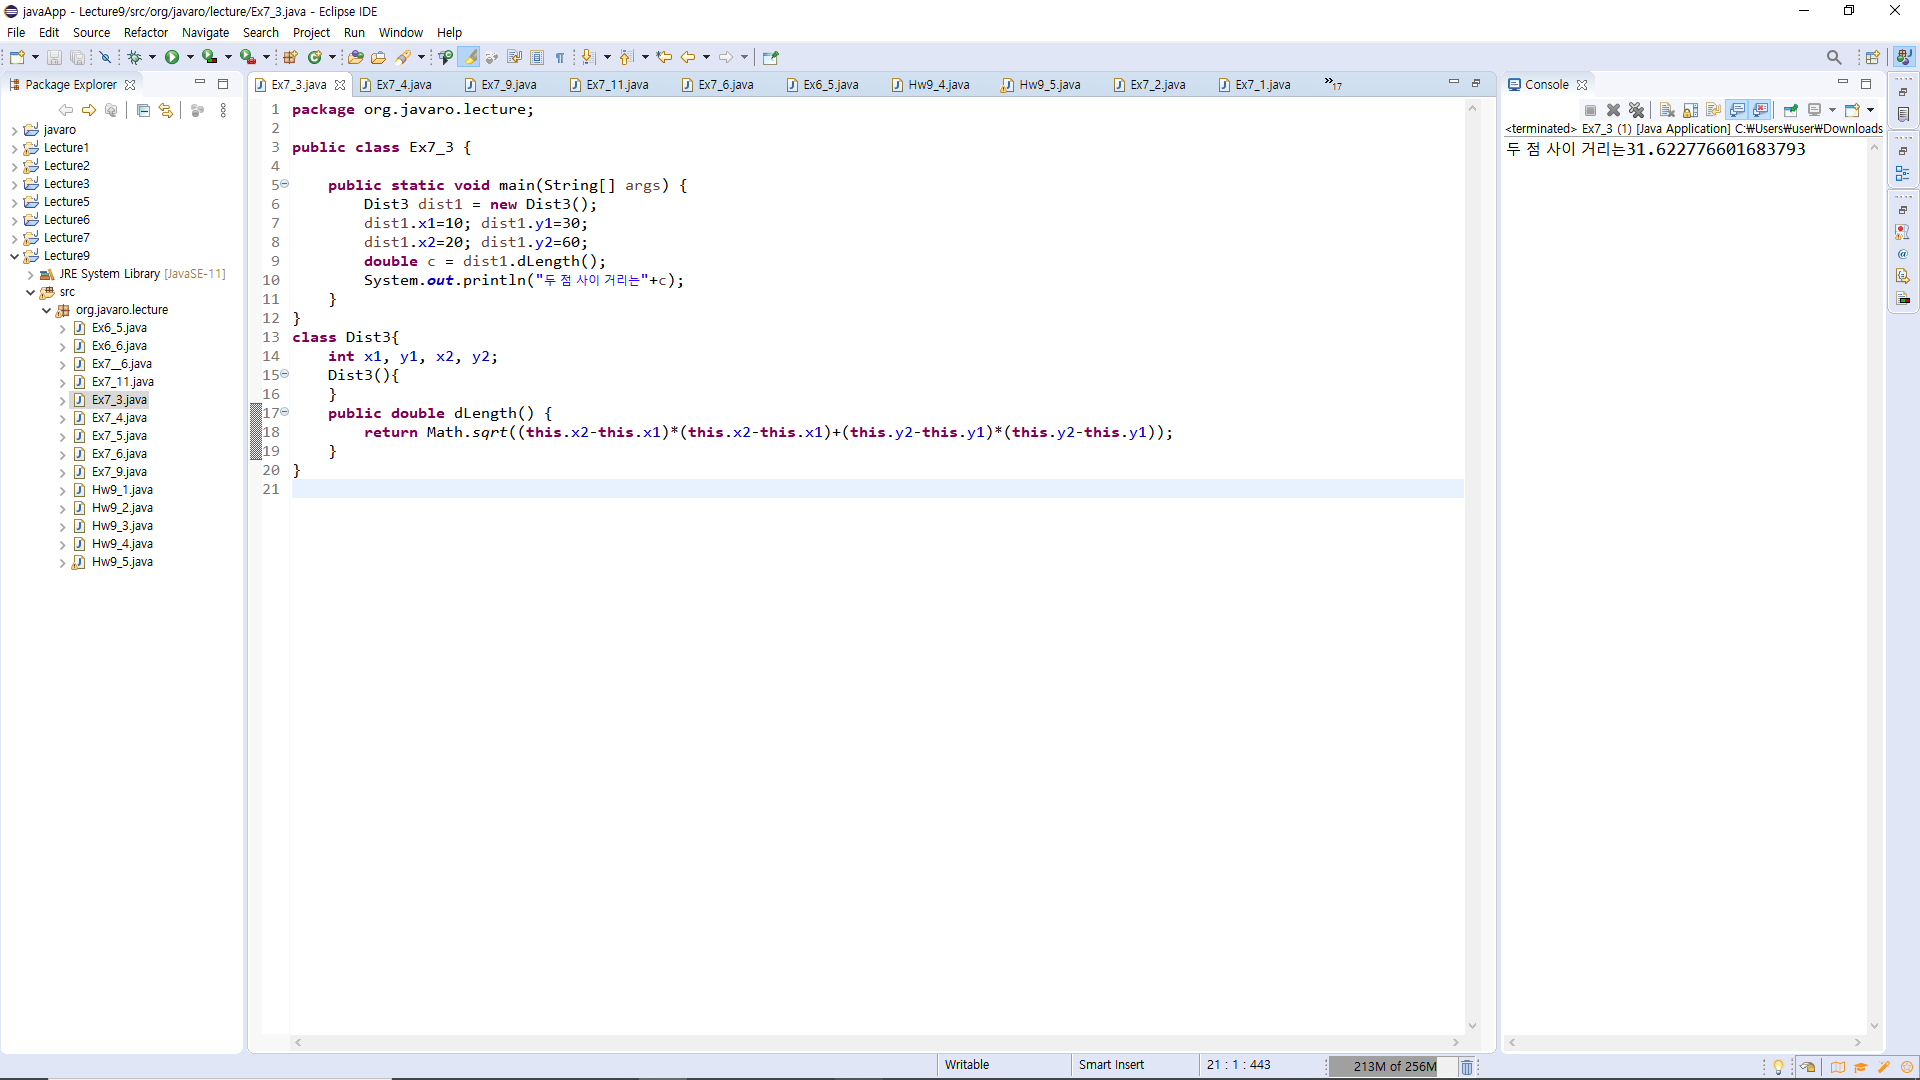 javaApp - Lecture9/src/org/javaro/lecture/Ex7_3.java - Eclipse IDE
File Edit Source Refactor Navigate Search Project Run Window Help
Package Explorer
javaro
Lecture1
Lecture2
Lecture3
Lecture5
Lecture6
Lecture7
Lecture9
JRE System Library [JavaSE-11]
src
org.javaro.lecture
Ex6_5.java
Ex6_6.java
Ex7__6.java
Ex7_11.java
Ex7_3.java
Ex7_4.java
Ex7_5.java
Ex7_6.java
Ex7_9.java
Hw9_1.java
Hw9_2.java
Hw9_3.java
Hw9_4.java
Hw9_5.java
Ex7_3.java Ex7_4.java Ex7_9.java Ex7_11.java Ex7_6.java Ex6_5.java Hw9_4.java Hw9_5.java Ex7_2.java Ex7_1.java »17
1 package org.javaro.lecture;
2
3 public class Ex7_3 {
4
5 public static void main(String[] args) {
6 Dist3 dist1 = new Dist3();
7 dist1.x1=10; dist1.y1=30;
8 dist1.x2=20; dist1.y2=60;
9 double c = dist1.dLength();
10 System.out.println("두 점 사이 거리는"+c);
11 }
12 }
13 class Dist3{
14 int x1, y1, x2, y2;
15 Dist3(){
16 }
17 public double dLength() {
18 return Math.sqrt((this.x2-this.x1)*(this.x2-this.x1)+(this.y2-this.y1)*(this.y2-this.y1));
19 }
20 }
21
Console
<terminated> Ex7_3 (1) [Java Application] C:₩Users₩user₩Downloads
두 점 사이 거리는31.622776601683793
Writable Smart Insert 21 : 1 : 443 213M of 256M